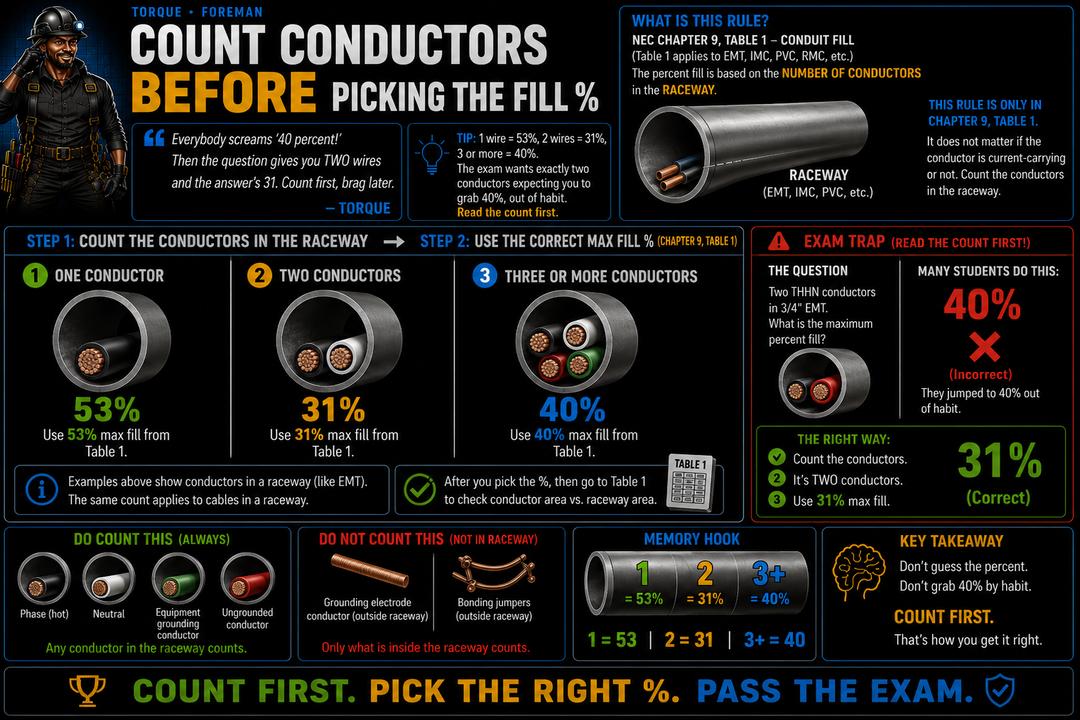 TORQUE • FOREMAN
COUNT CONDUCTORS
BEFORE PICKING THE FILL %
“ Everybody screams ‘40 percent!’
Then the question gives you TWO wires
and the answer’s 31. Count first, brag later.
— TORQUE
TIP: 1 wire = 53%, 2 wires = 31%,
3 or more = 40%.
The exam wants exactly two
conductors expecting you to
grab 40%, out of habit.
Read the count first.
WHAT IS THIS RULE?
NEC CHAPTER 9, TABLE 1 – CONDUIT FILL
(Table 1 applies to EMT, IMC, PVC, RMC, etc.)
The percent fill is based on the NUMBER OF CONDUCTORS
in the RACEWAY.
RACEWAY
(EMT, IMC, PVC, etc.)
THIS RULE IS ONLY IN
CHAPTER 9, TABLE 1.
It does not matter if the
conductor is current-carrying
or not. Count the conductors
in the raceway.
STEP 1: COUNT THE CONDUCTORS IN THE RACEWAY → STEP 2: USE THE CORRECT MAX FILL % (CHAPTER 9, TABLE 1)
1 ONE CONDUCTOR
53%
Use 53% max fill from
Table 1.
2 TWO CONDUCTORS
31%
Use 31% max fill from
Table 1.
3 THREE OR MORE CONDUCTORS
40%
Use 40% max fill from
Table 1.
i Examples above show conductors in a raceway (like EMT).
The same count applies to cables in a raceway.
After you pick the %, then go to Table 1
to check conductor area vs. raceway area.
TABLE 1
EXAM TRAP (READ THE COUNT FIRST!)
THE QUESTION
Two THHN conductors
in 3/4" EMT.
What is the maximum
percent fill?
MANY STUDENTS DO THIS:
40%
(Incorrect)
They jumped to 40% out
of habit.
THE RIGHT WAY:
Count the conductors.
2 It’s TWO conductors.
3 Use 31% max fill.
31%
(Correct)
DO COUNT THIS (ALWAYS)
Phase (hot)
Neutral
Equipment
grounding
conductor
Ungrounded
conductor
Any conductor in the raceway counts.
DO NOT COUNT THIS (NOT IN RACEWAY)
Grounding electrode
conductor (outside raceway)
Bonding jumpers
(outside raceway)
Only what is inside the raceway counts.
MEMORY HOOK
1 2 3+
= 53% = 31% = 40%
1 = 53 | 2 = 31 | 3+ = 40
KEY TAKEAWAY
Don’t guess the percent.
Don’t grab 40% by habit.
COUNT FIRST.
That’s how you get it right.
COUNT FIRST. PICK THE RIGHT %. PASS THE EXAM.